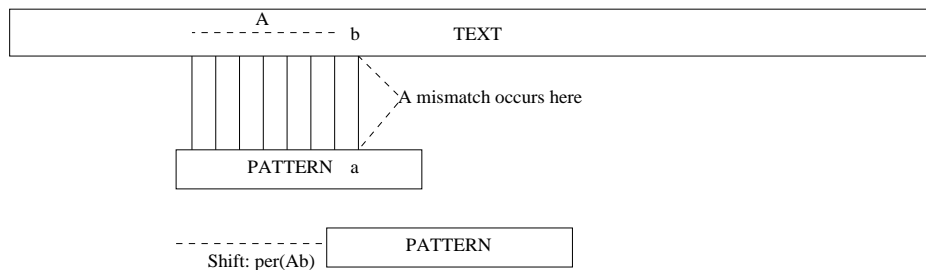 A
b TEXT
A mismatch occurs here
PATTERN a
PATTERN
Shift: per(Ab)